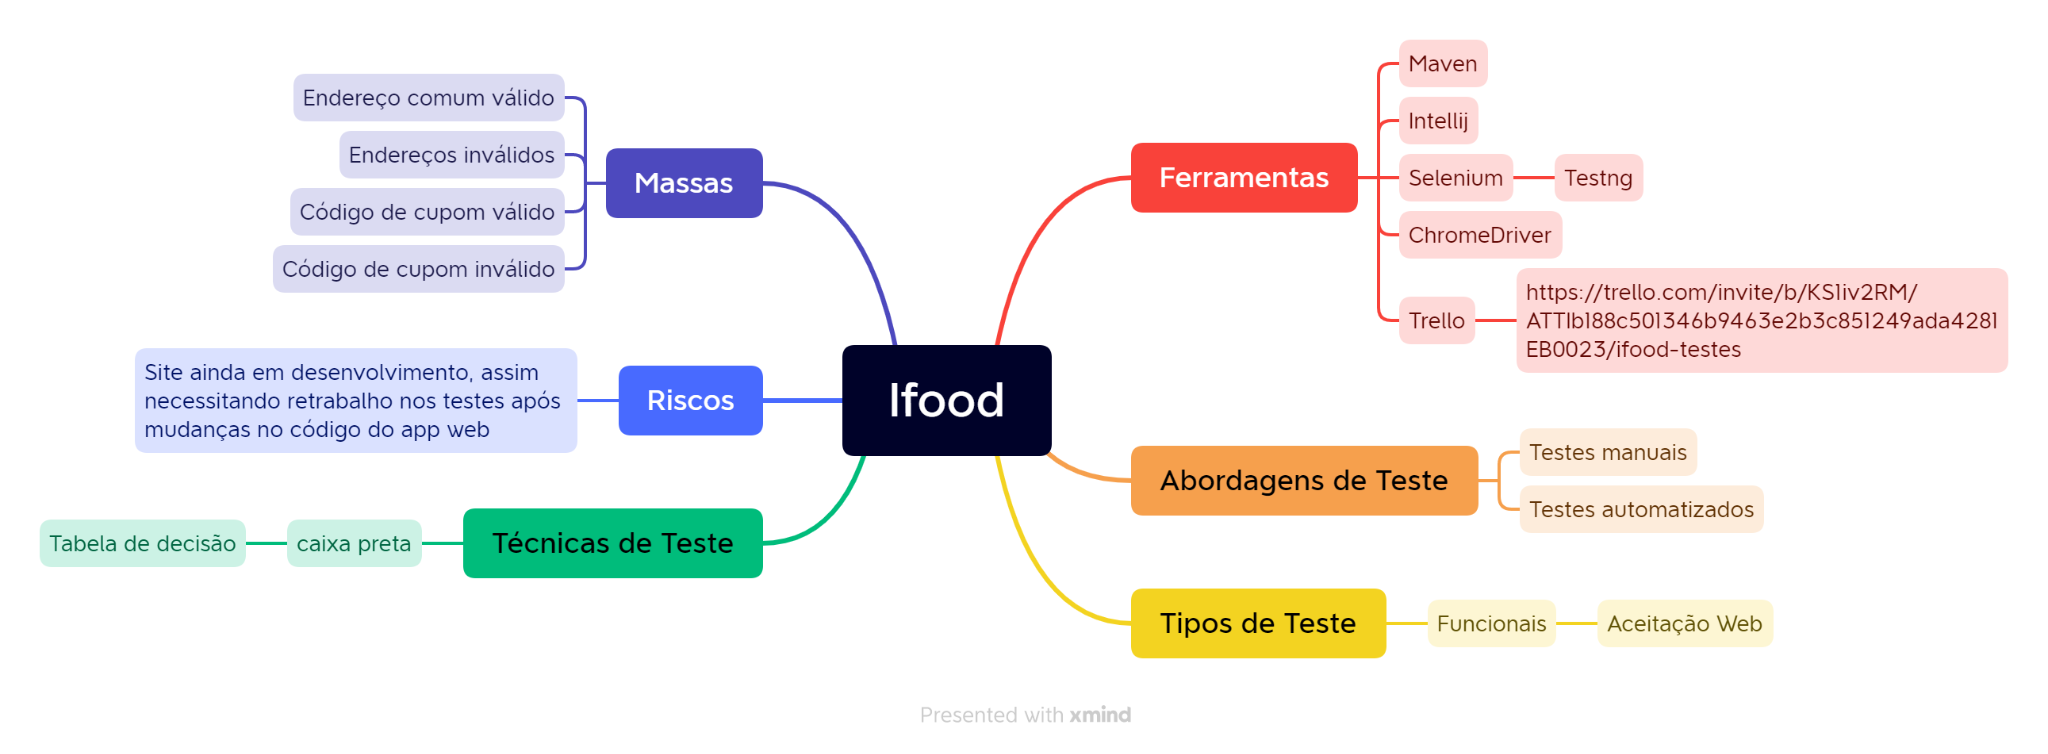 Ifood
Massas
Endereço comum válido
Endereços inválidos
Código de cupom válido
Código de cupom inválido
Riscos
Site ainda em desenvolvimento, assim
necessitando retrabalho nos testes após
mudanças no código do app web
Técnicas de Teste
caixa preta
Tabela de decisão
Ferramentas
Maven
Intellij
Selenium
Testng
ChromeDriver
Trello
https://trello.com/invite/b/KS1iv2RM/
ATTIb188c501346b9463e2b3c851249ada4281
EB0023/ifood-testes
Abordagens de Teste
Testes manuais
Testes automatizados
Tipos de Teste
Funcionais
Aceitação Web
Presented with xmind